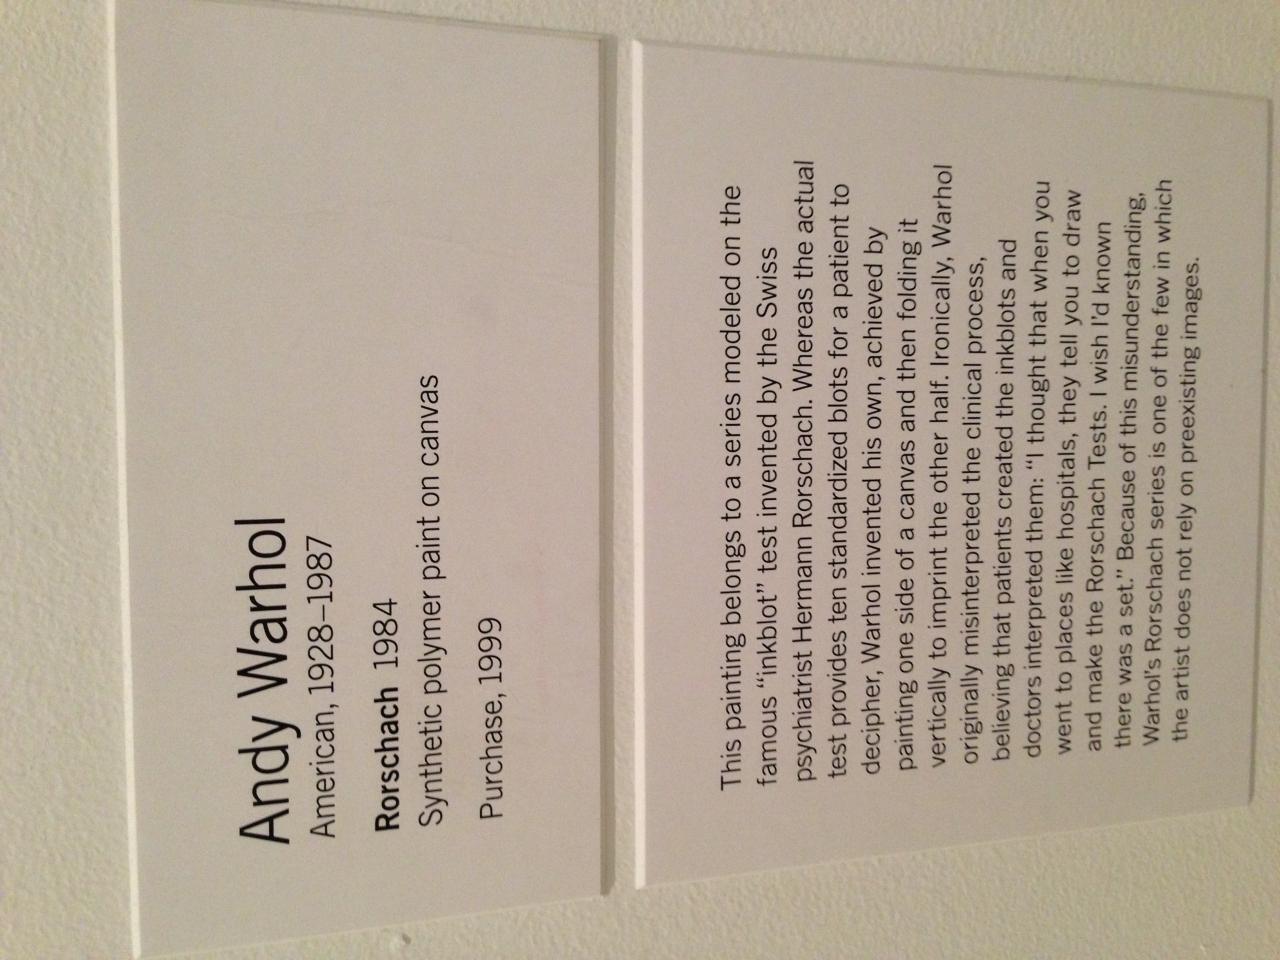 Andy Warhol
American, 1928–1987
Rorschach 1984
Synthetic polymer paint on canvas
Purchase, 1999
This painting belongs to a series modeled on the
famous “inkblot” test invented by the Swiss
psychiatrist Hermann Rorschach. Whereas the actual
test provides ten standardized blots for a patient to
decipher, Warhol invented his own, achieved by
painting one side of a canvas and then folding it
vertically to imprint the other half. Ironically, Warhol
originally misinterpreted the clinical process,
believing that patients created the inkblots and
doctors interpreted them: “I thought that when you
went to places like hospitals, they tell you to draw
and make the Rorschach Tests. I wish I’d known
there was a set.” Because of this misunderstanding,
Warhol’s Rorschach series is one of the few in which
the artist does not rely on preexisting images.